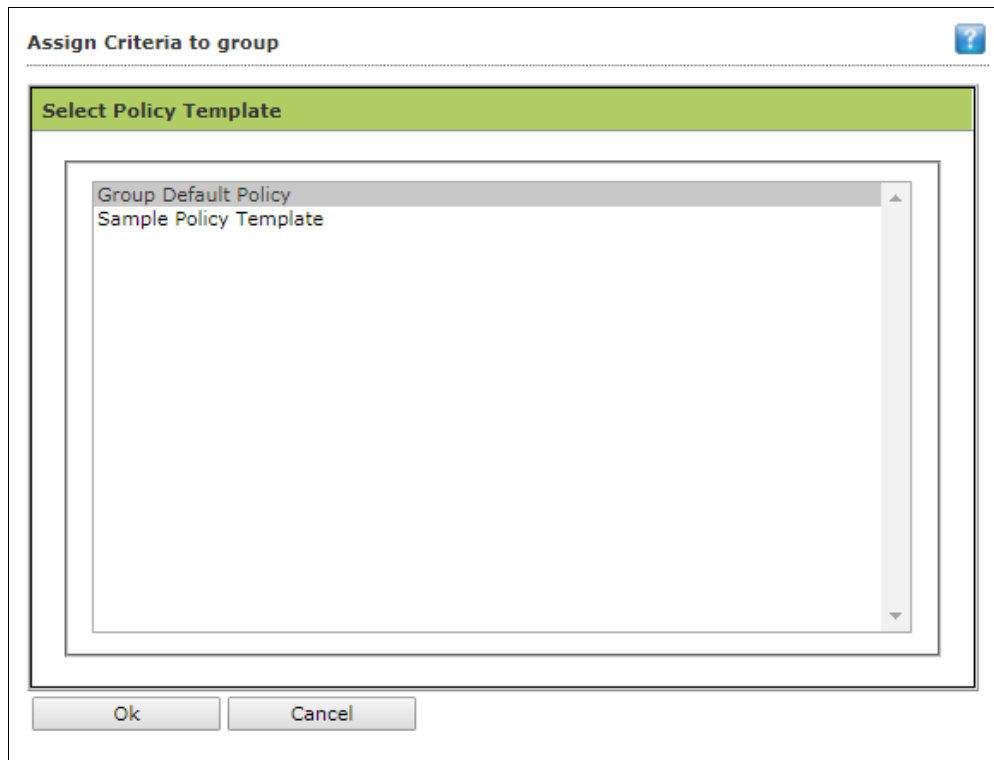 Assign Criteria to group
?
Select Policy Template
Group Default Policy
Sample Policy Template
Ok Cancel